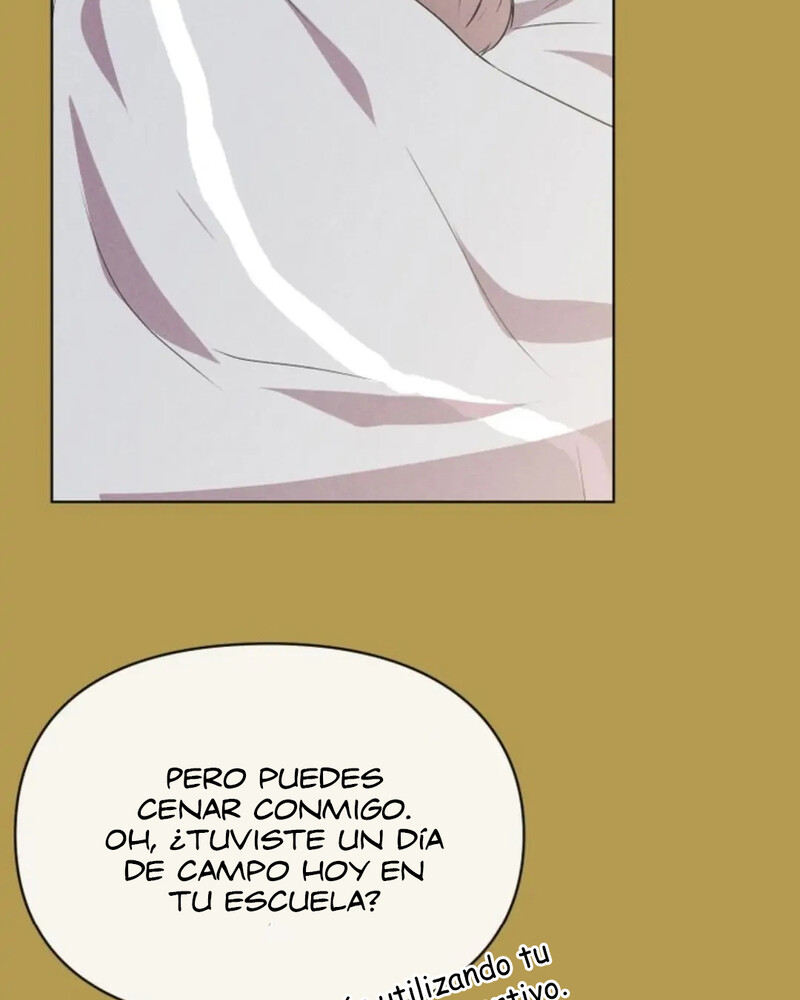 PERO PUEDES
CENAR CONMIGO.
OH, ¿TUVISTE UN DÍA
DE CAMPO HOY EN
TU ESCUELA?
utilizando tu